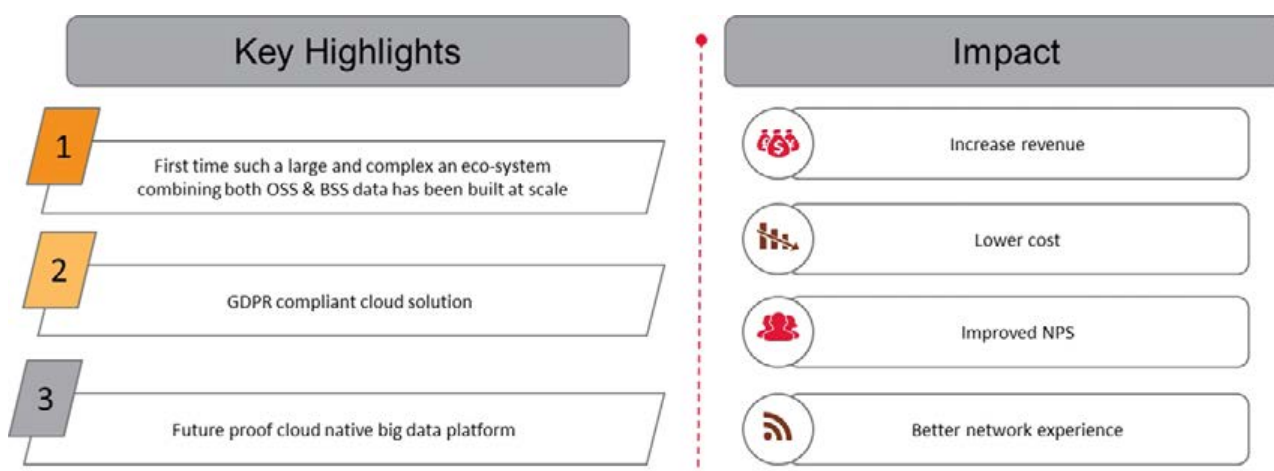 Key Highlights
1
First time such a large and complex an eco-system
combining both OSS & BSS data has been built at scale
2
GDPR compliant cloud solution
3
Future proof cloud native big data platform
Impact
Increase revenue
Lower cost
Improved NPS
Better network experience